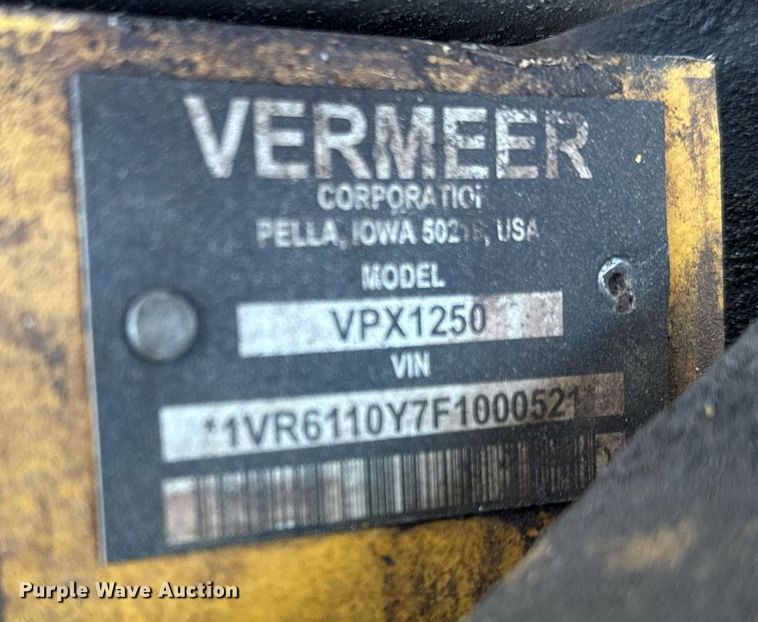 VERMEER
CORPORATION
PELLA, IOWA 50219, USA
MODEL
VPX1250
VIN
*1VR6110Y7F1000521*
Purple Wave Auction